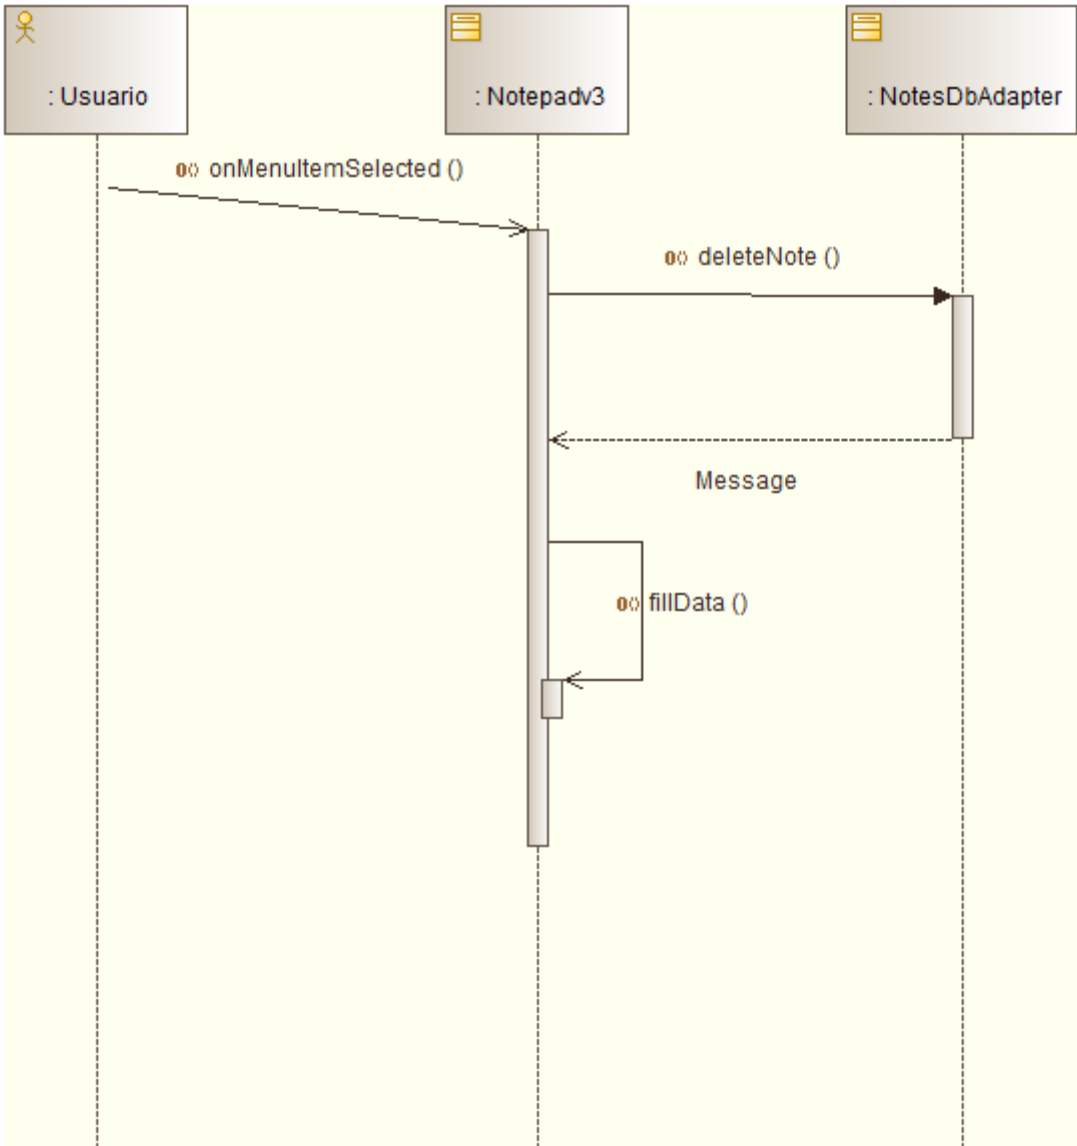 : Usuario
: Notepadv3
: NotesDbAdapter
onMenuItemSelected ()
deleteNote ()
Message
fillData ()